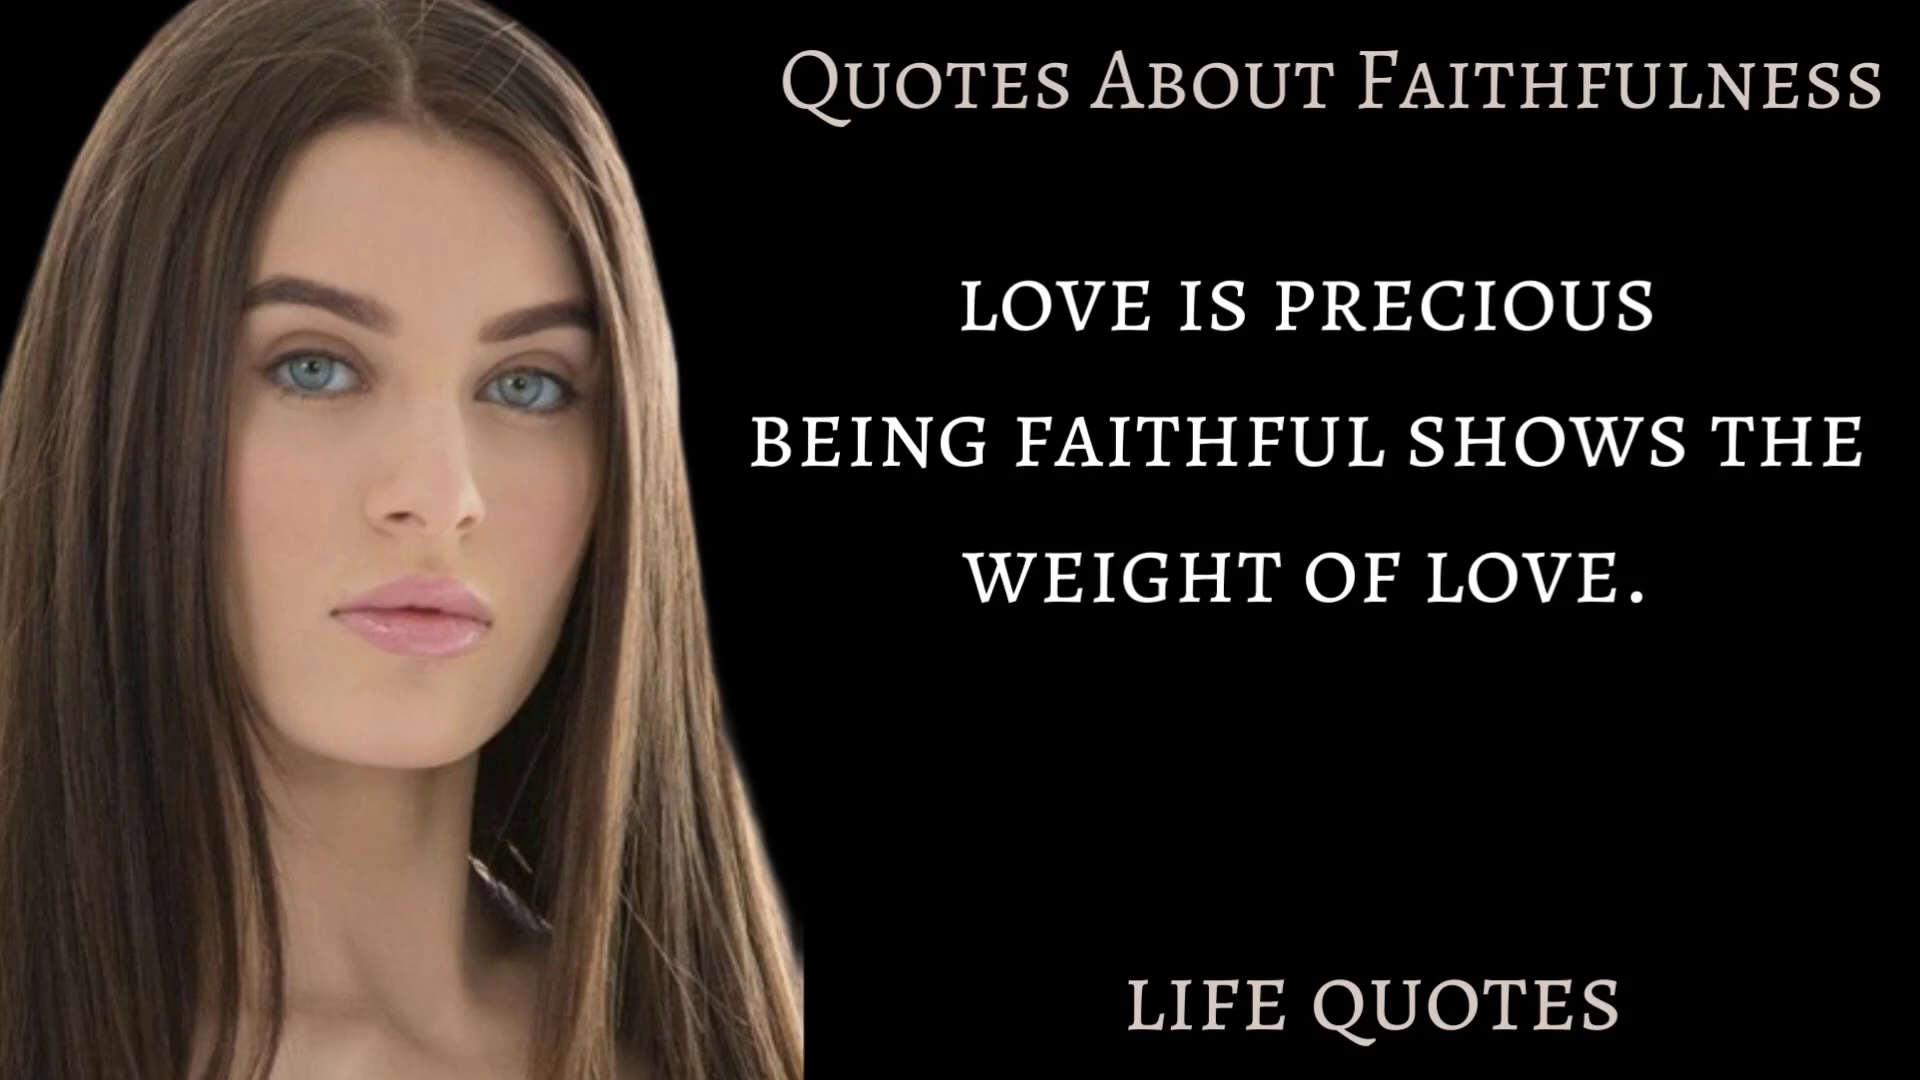 Quotes About Faithfulness
LOVE IS PRECIOUS
BEING FAITHFUL SHOWS THE
WEIGHT OF LOVE.
LIFE QUOTES